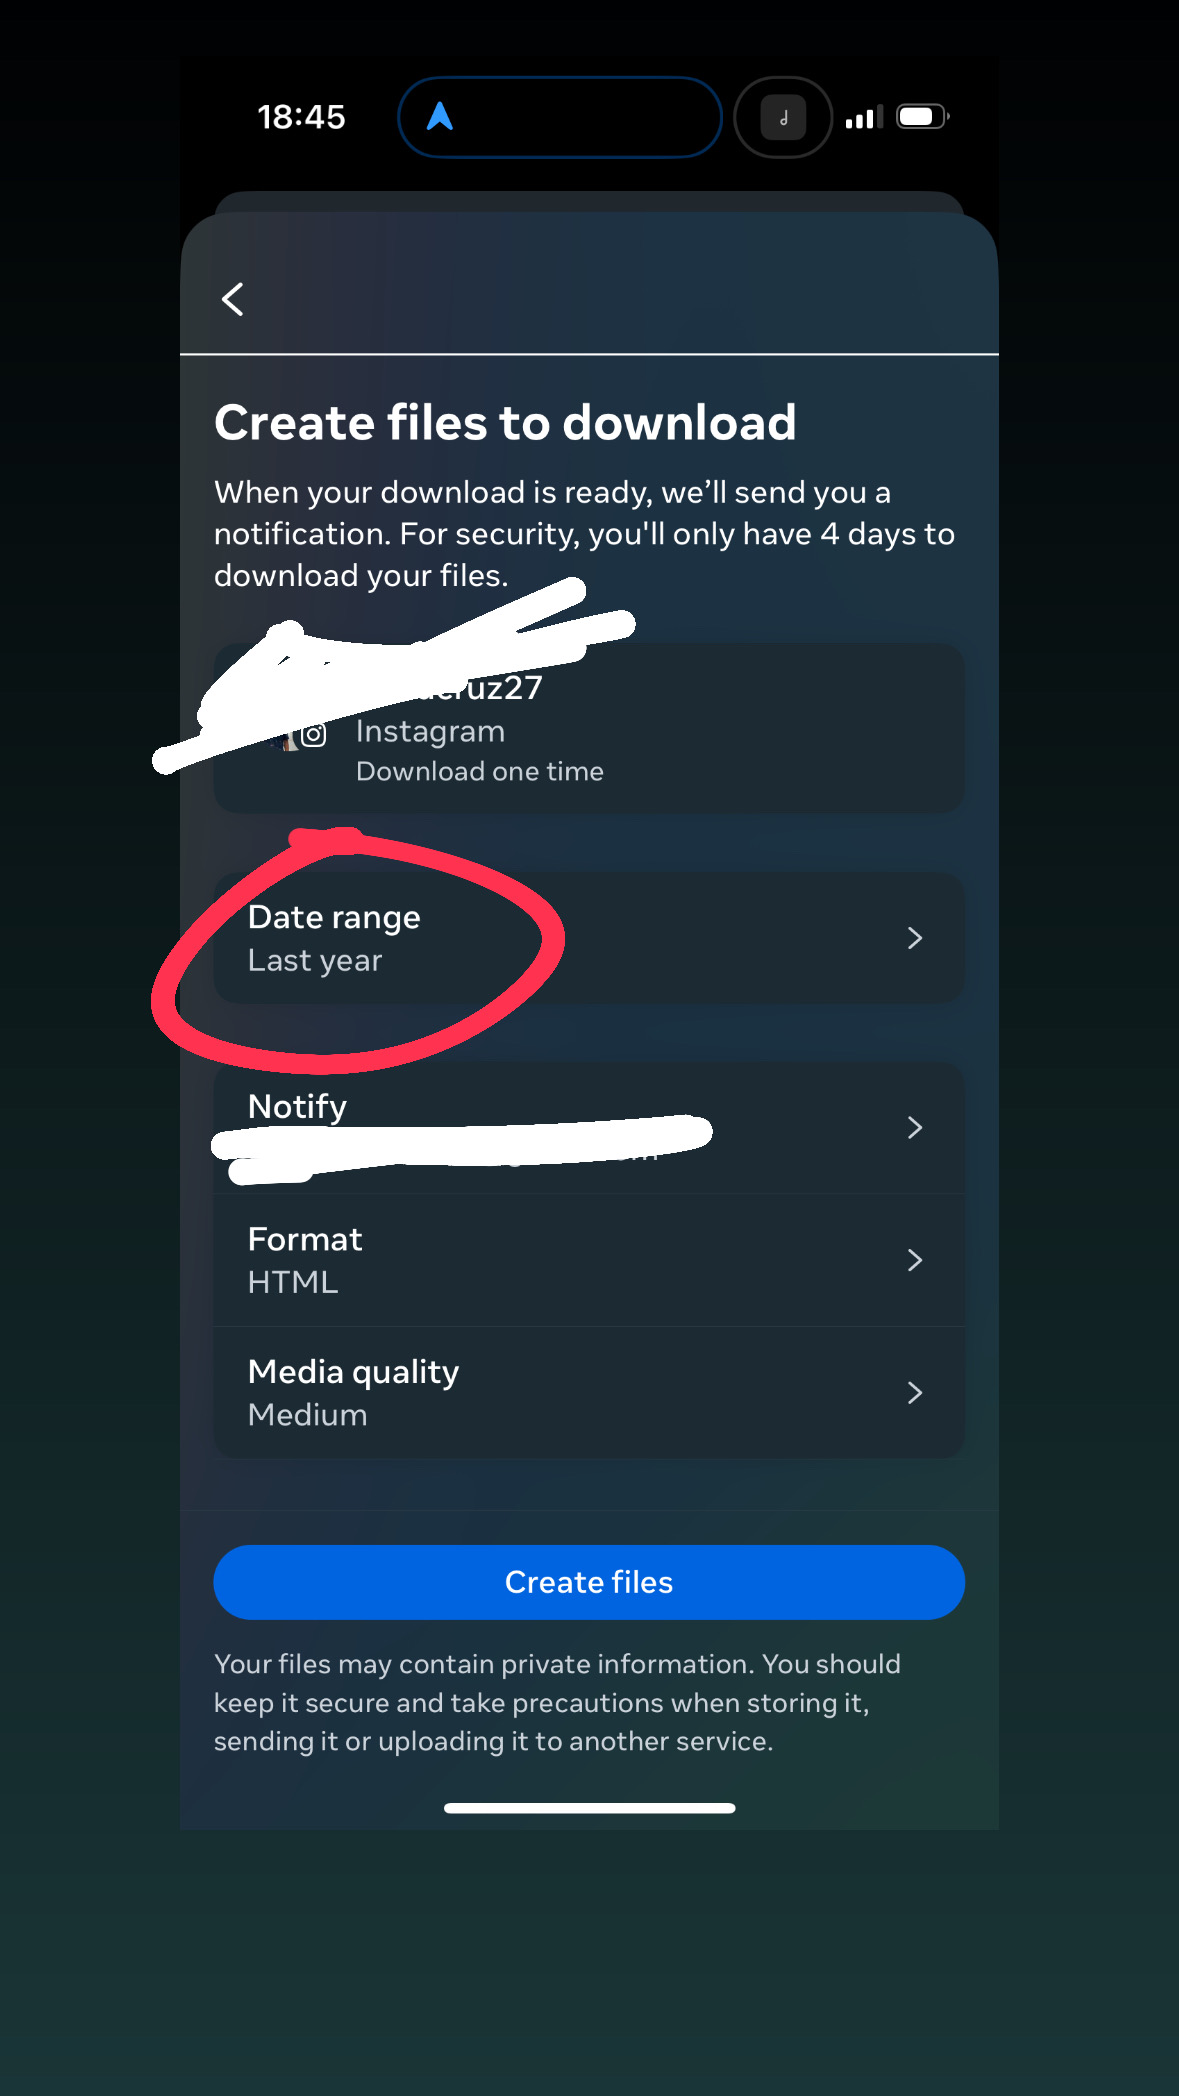 18:45
Create files to download
When your download is ready, we’ll send you a
notification. For security, you'll only have 4 days to
download your files.
Instagram
Download one time
Date range
Last year
Notify
Format
HTML
Media quality
Medium
Create files
Your files may contain private information. You should
keep it secure and take precautions when storing it,
sending it or uploading it to another service.